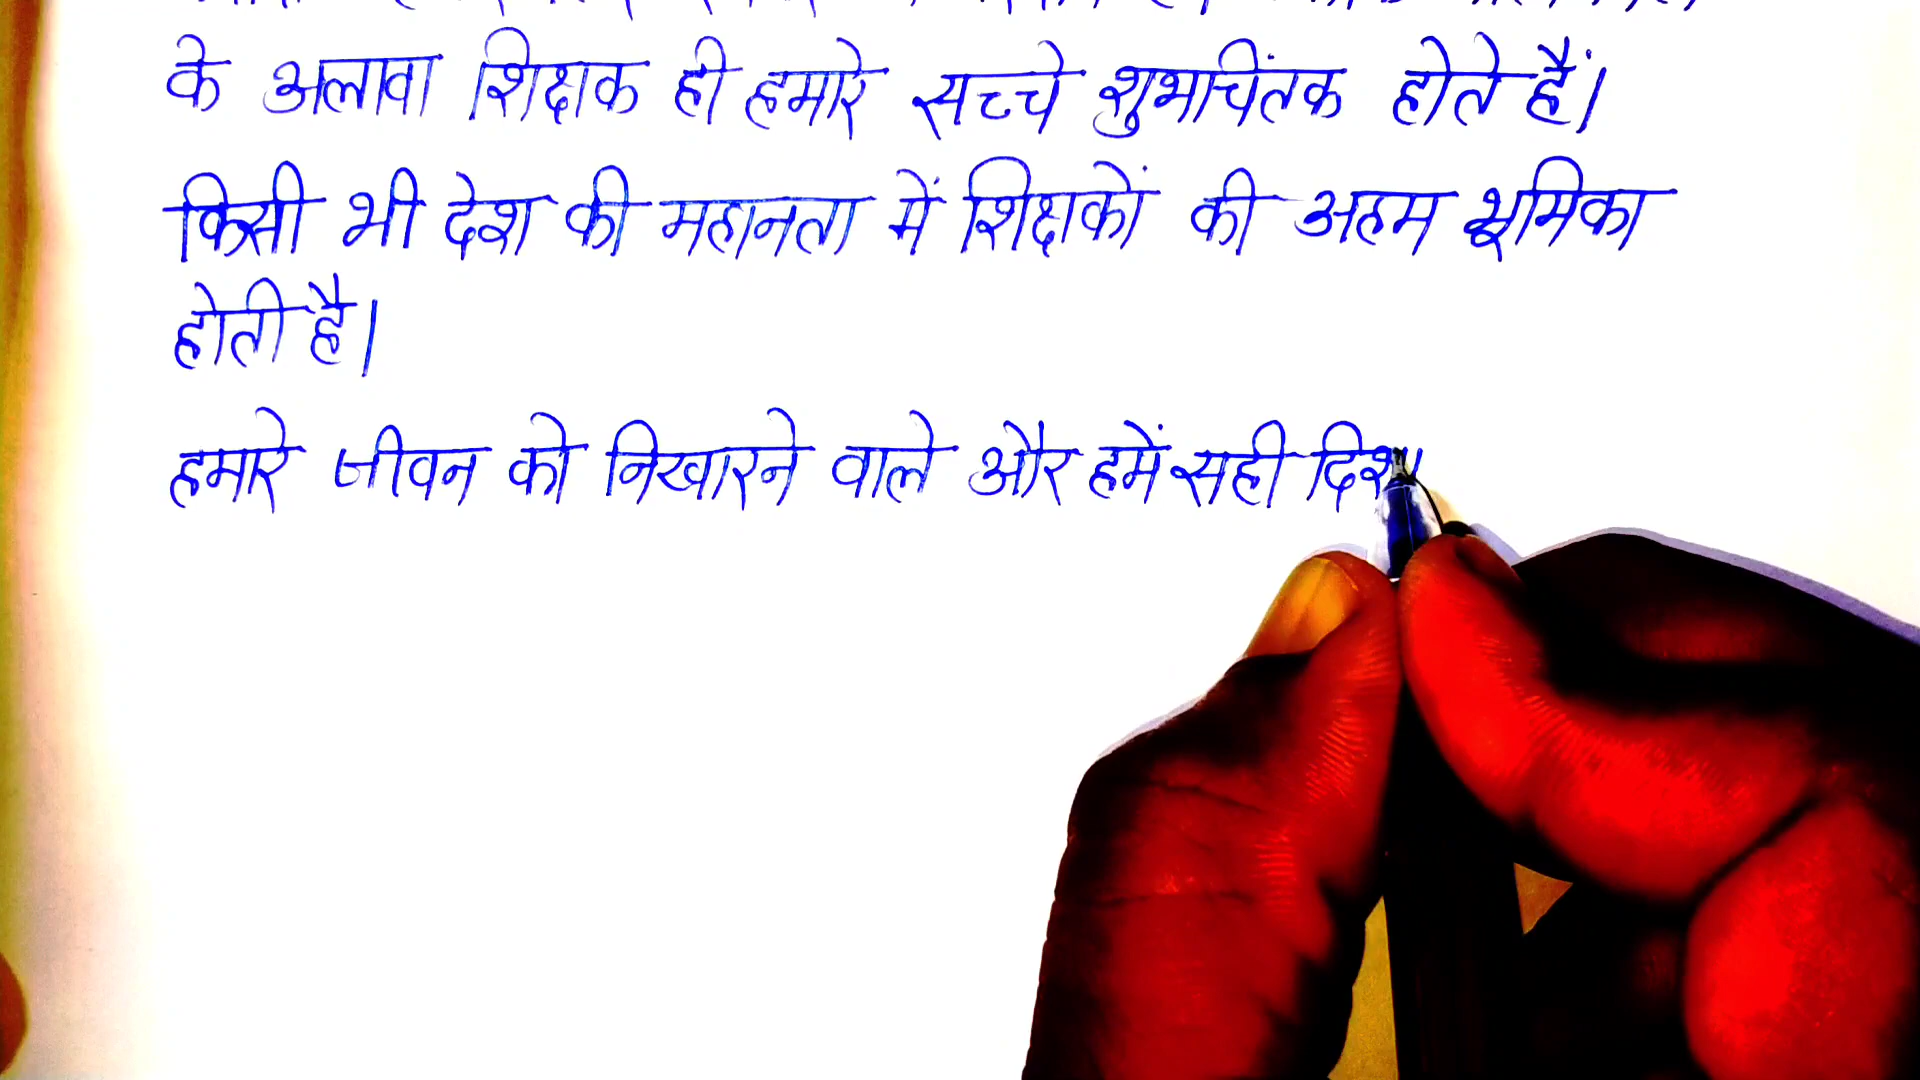 के अलावा शिक्षक ही हमारे सच्चे शुभचिंतक होते हैं।
किसी भी देश की महानता में शिक्षकों की अहम भूमिका
होती है।
हमारे जीवन को निखारने वाले और हमें सही दिशा